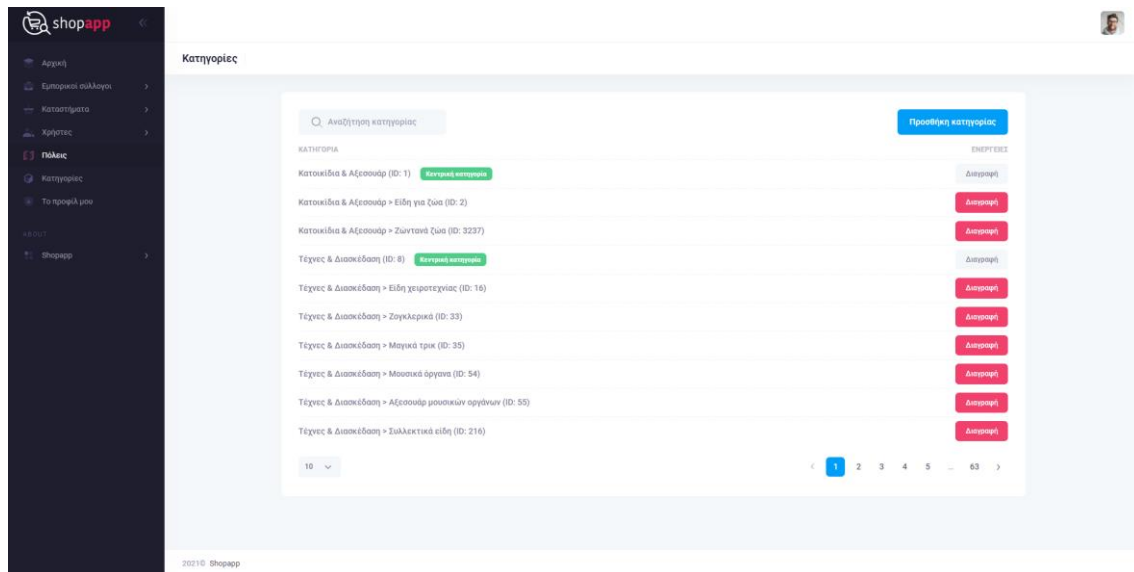 shopapp
Αρχική
Εμπορικοί σύλλογοι
Καταστήματα
Χρήστες
Πόλεις
Κατηγορίες
Το προφίλ μου
ABOUT
Shopapp
Κατηγορίες
Αναζήτηση κατηγορίας
Προσθήκη κατηγορίας
ΚΑΤΗΓΟΡΙΑ ΕΝΕΡΓΕΙΕΣ
Κατοικίδια & Αξεσουάρ (ID: 1) Κεντρική κατηγορία Διαγραφή
Κατοικίδια & Αξεσουάρ > Είδη για ζώα (ID: 2) Διαγραφή
Κατοικίδια & Αξεσουάρ > Ζωντανά ζώα (ID: 3237) Διαγραφή
Τέχνες & Διασκέδαση (ID: 8) Κεντρική κατηγορία Διαγραφή
Τέχνες & Διασκέδαση > Είδη χειροτεχνίας (ID: 16) Διαγραφή
Τέχνες & Διασκέδαση > Ζογκλερικά (ID: 33) Διαγραφή
Τέχνες & Διασκέδαση > Μαγικά τρικ (ID: 35) Διαγραφή
Τέχνες & Διασκέδαση > Μουσικά όργανα (ID: 54) Διαγραφή
Τέχνες & Διασκέδαση > Αξεσουάρ μουσικών οργάνων (ID: 55) Διαγραφή
Τέχνες & Διασκέδαση > Συλλεκτικά είδη (ID: 216) Διαγραφή
10 1 2 3 4 5 ... 63
2021© Shopapp